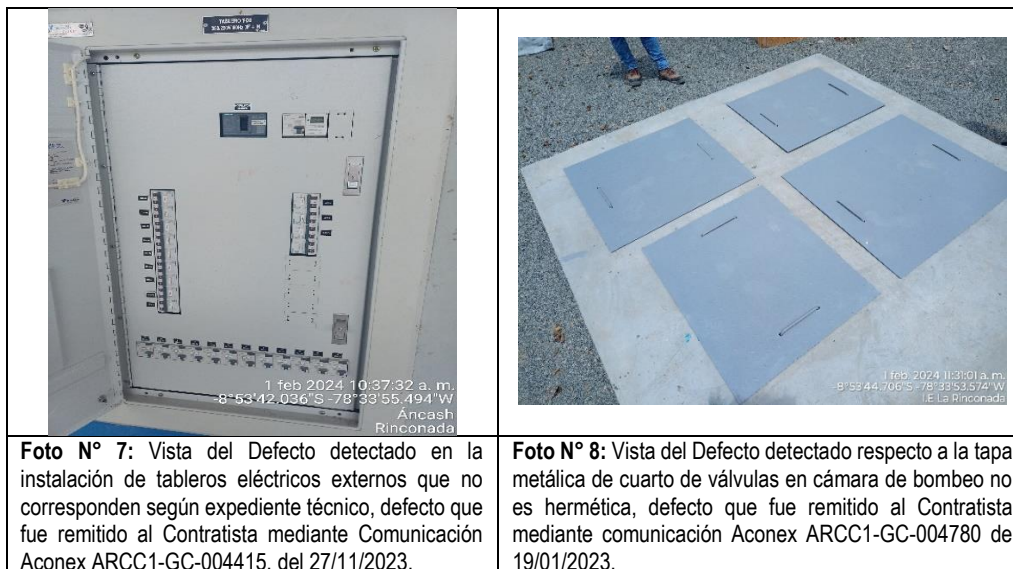 TABLERO
1 feb 2024 10:37:32 a. m.
-8°53'42.036"S -78°33'55.494"W
Áncash
Rinconada
1 feb 2024 11:31:01 a. m.
-8°53'44.706"S -78°33'53.574"W
I.E La Rinconada
Foto N° 7: Vista del Defecto detectado en la
instalación de tableros eléctricos externos que no
corresponden según expediente técnico, defecto que
fue remitido al Contratista mediante Comunicación
Aconex ARCC1-GC-004415, del 27/11/2023.
Foto N° 8: Vista del Defecto detectado respecto a la tapa
metálica de cuarto de válvulas en cámara de bombeo no
es hermética, defecto que fue remitido al Contratista
mediante comunicación Aconex ARCC1-GC-004780 de
19/01/2023.